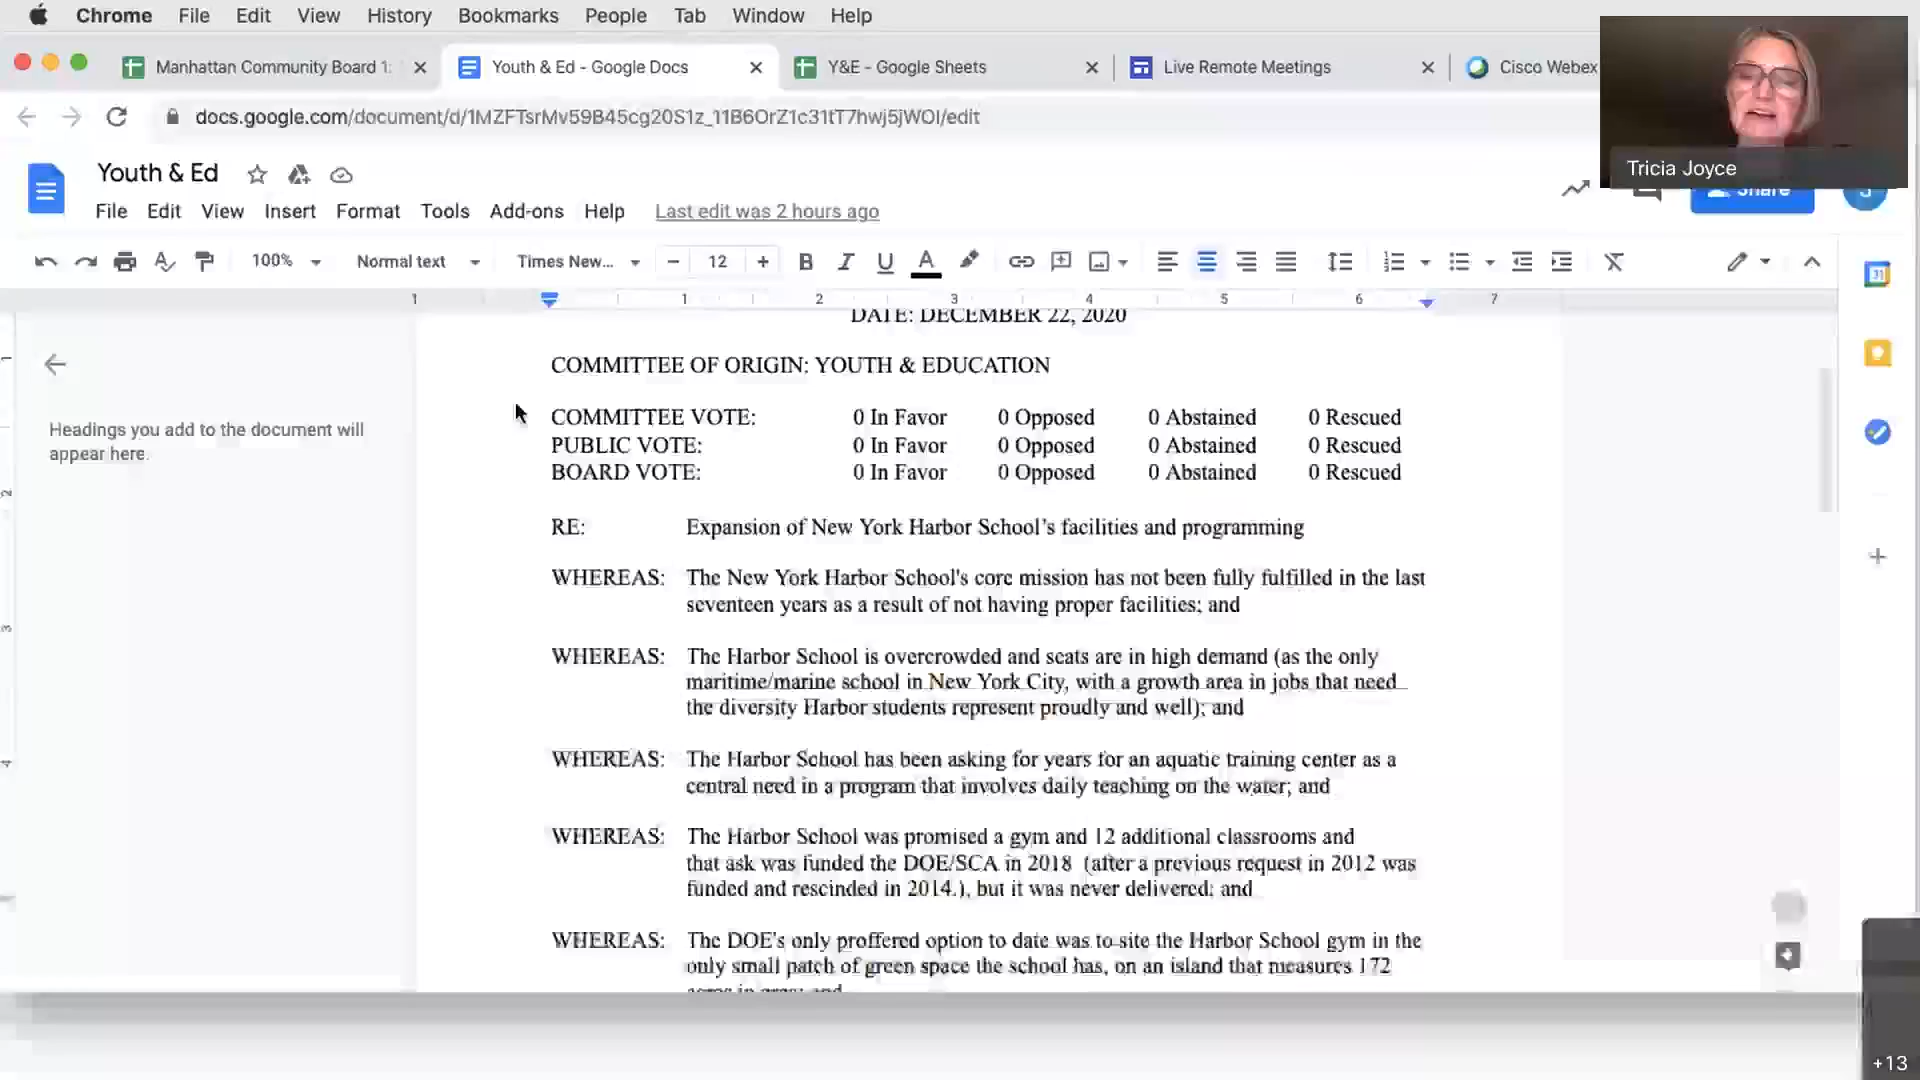 Chrome File Edit View History Bookmarks People Tab Window Help
Manhattan Community Board 1:
Youth & Ed - Google Docs
Y&E - Google Sheets
Live Remote Meetings
Cisco Webex
docs.google.com/document/d/1MZFTsrMv59B45cg20S1z_11B6OrZ1c31tT7hwj5jWOI/edit
Tricia Joyce
Youth & Ed
Share
File Edit View Insert Format Tools Add-ons Help Last edit was 2 hours ago
100% Normal text Times New... 12
1 1 2 3 4 5 6 7
DATE: DECEMBER 22, 2020
COMMITTEE OF ORIGIN: YOUTH & EDUCATION
Headings you add to the document will
appear here.
COMMITTEE VOTE: 0 In Favor 0 Opposed 0 Abstained 0 Rescued
PUBLIC VOTE: 0 In Favor 0 Opposed 0 Abstained 0 Rescued
BOARD VOTE: 0 In Favor 0 Opposed 0 Abstained 0 Rescued
RE: Expansion of New York Harbor School's facilities and programming
WHEREAS: The New York Harbor School's core mission has not been fully fulfilled in the last
seventeen years as a result of not having proper facilities; and
WHEREAS: The Harbor School is overcrowded and seats are in high demand (as the only
maritime/marine school in New York City, with a growth area in jobs that need
the diversity Harbor students represent proudly and well); and
WHEREAS: The Harbor School has been asking for years for an aquatic training center as a
central need in a program that involves daily teaching on the water; and
WHEREAS: The Harbor School was promised a gym and 12 additional classrooms and
that ask was funded the DOE/SCA in 2018 (after a previous request in 2012 was
funded and rescinded in 2014.), but it was never delivered; and
WHEREAS: The DOE's only proffered option to date was to site the Harbor School gym in the
only small patch of green space the school has, on an island that measures 172
acres in area; and
+13